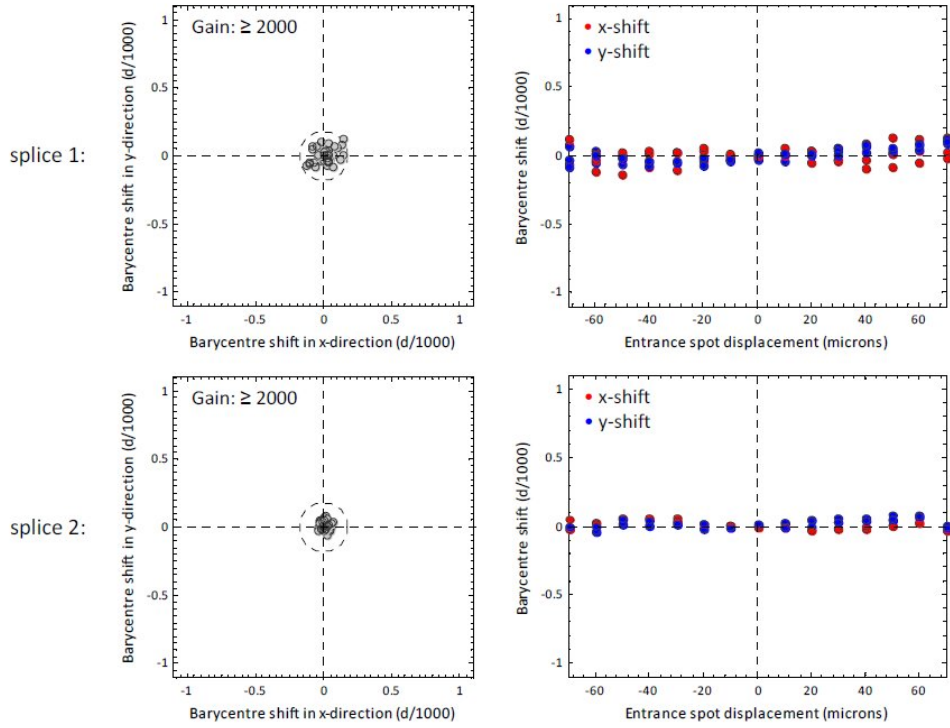 Gain: ≥ 2000
Barycentre shift in y-direction (d/1000)
1
0.5
0
-0.5
-1
-1
-0.5
0
0.5
1
Barycentre shift in x-direction (d/1000)
x-shift
y-shift
Barycentre shift (d/1000)
1
0.5
0
-0.5
-1
-60
-40
-20
0
20
40
60
Entrance spot displacement (microns)
splice 1:
Gain: ≥ 2000
Barycentre shift in y-direction (d/1000)
1
0.5
0
-0.5
-1
-1
-0.5
0
0.5
1
Barycentre shift in x-direction (d/1000)
x-shift
y-shift
Barycentre shift (d/1000)
1
0.5
0
-0.5
-1
-60
-40
-20
0
20
40
60
Entrance spot displacement (microns)
splice 2: